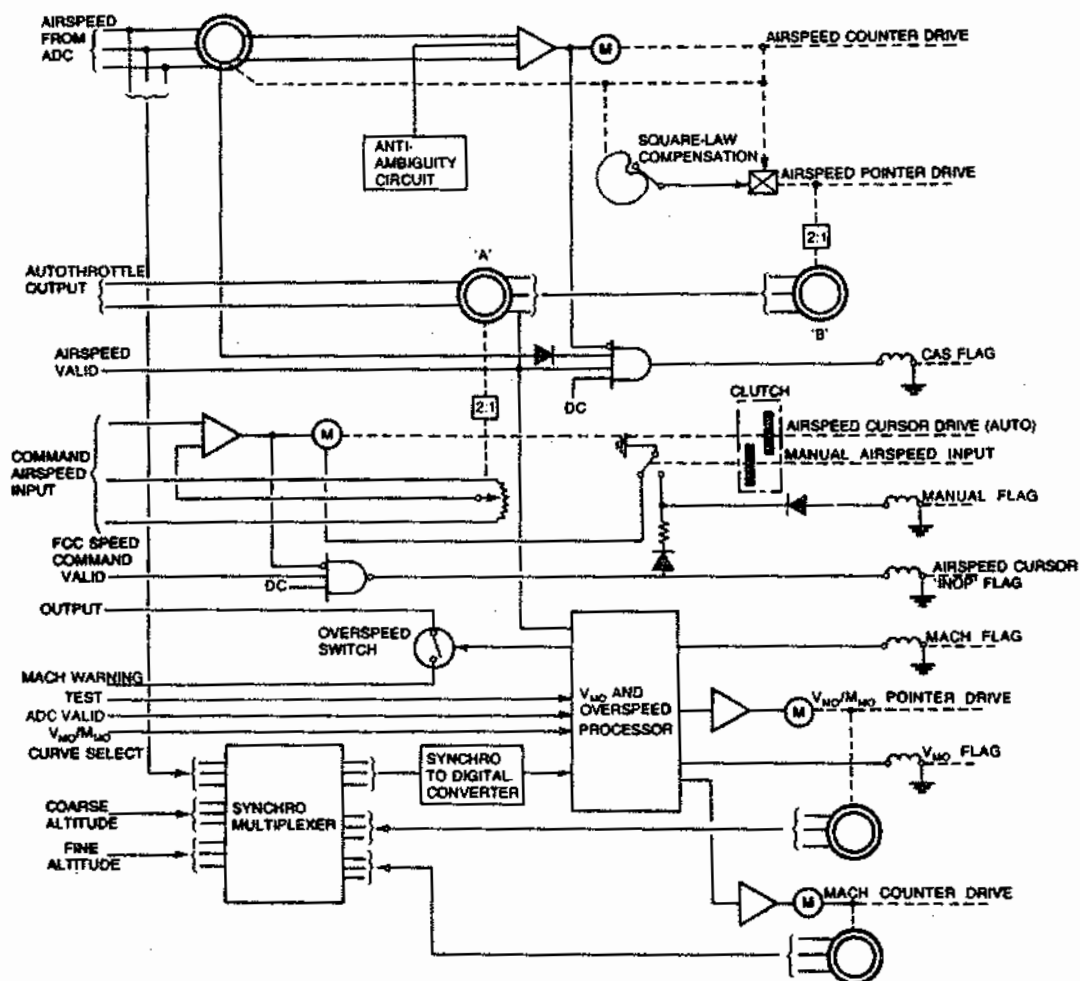 AIRSPEED
FROM
ADC
M
AIRSPEED COUNTER DRIVE
ANTI-
AMBIGUITY
CIRCUIT
SQUARE-LAW
COMPENSATION
AIRSPEED POINTER DRIVE
2:1
'A'
AUTOTHROTTLE
OUTPUT
'B'
AIRSPEED
VALID
DC
CAS FLAG
CLUTCH
2:1
M
AIRSPEED CURSOR DRIVE (AUTO)
COMMAND
AIRSPEED
INPUT
MANUAL AIRSPEED INPUT
MANUAL FLAG
FCC SPEED
COMMAND
VALID
DC
AIRSPEED CURSOR
'INOP' FLAG
OUTPUT
OVERSPEED
SWITCH
MACH FLAG
MACH WARNING
TEST
ADC VALID
VMO/MMO
CURVE SELECT
VMO AND
OVERSPEED
PROCESSOR
M
VMO/MMO POINTER DRIVE
SYNCHRO
TO DIGITAL
CONVERTER
VMO FLAG
COARSE
ALTITUDE
SYNCHRO
MULTIPLEXER
FINE
ALTITUDE
M
MACH COUNTER DRIVE